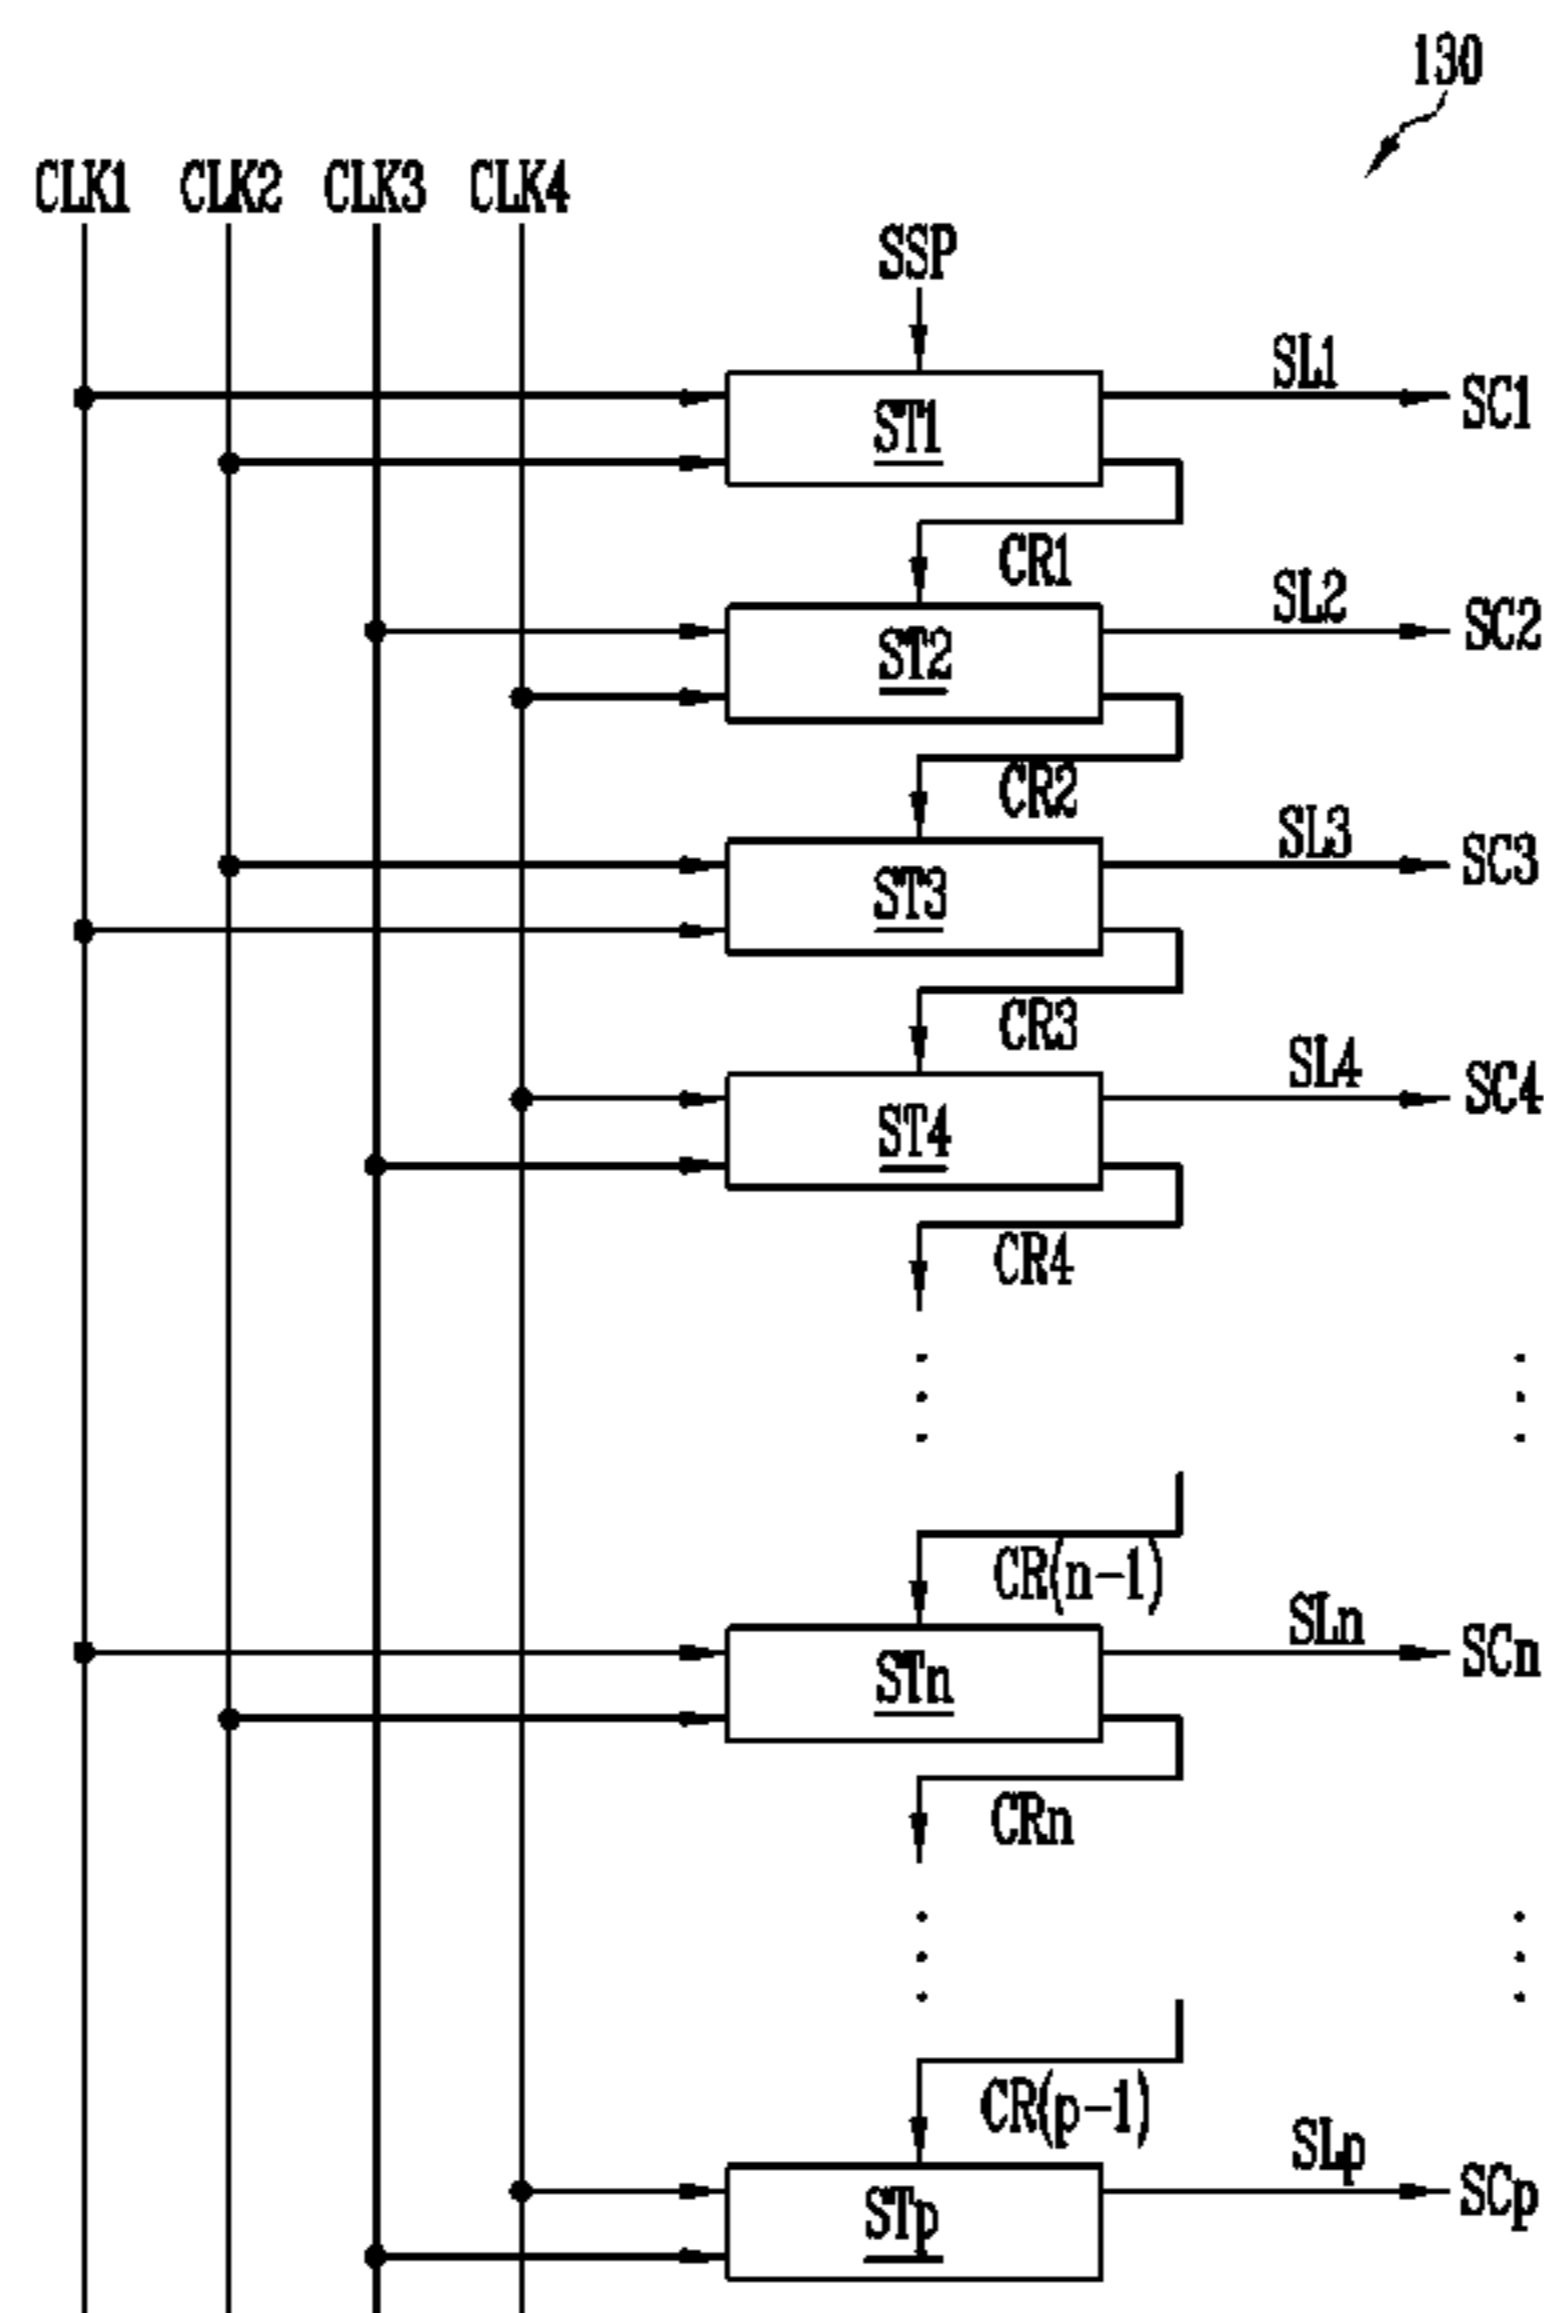 130
CLK1 CLK2 CLK3 CLK4
SSP
SL1
ST1
SC1
CR1
SL2
ST2
SC2
CR2
SL3
ST3
SC3
CR3
SL4
ST4
SC4
CR4
CR(n-1)
SLn
STn
SCn
CRn
CR(p-1)
SLp
STp
SCp